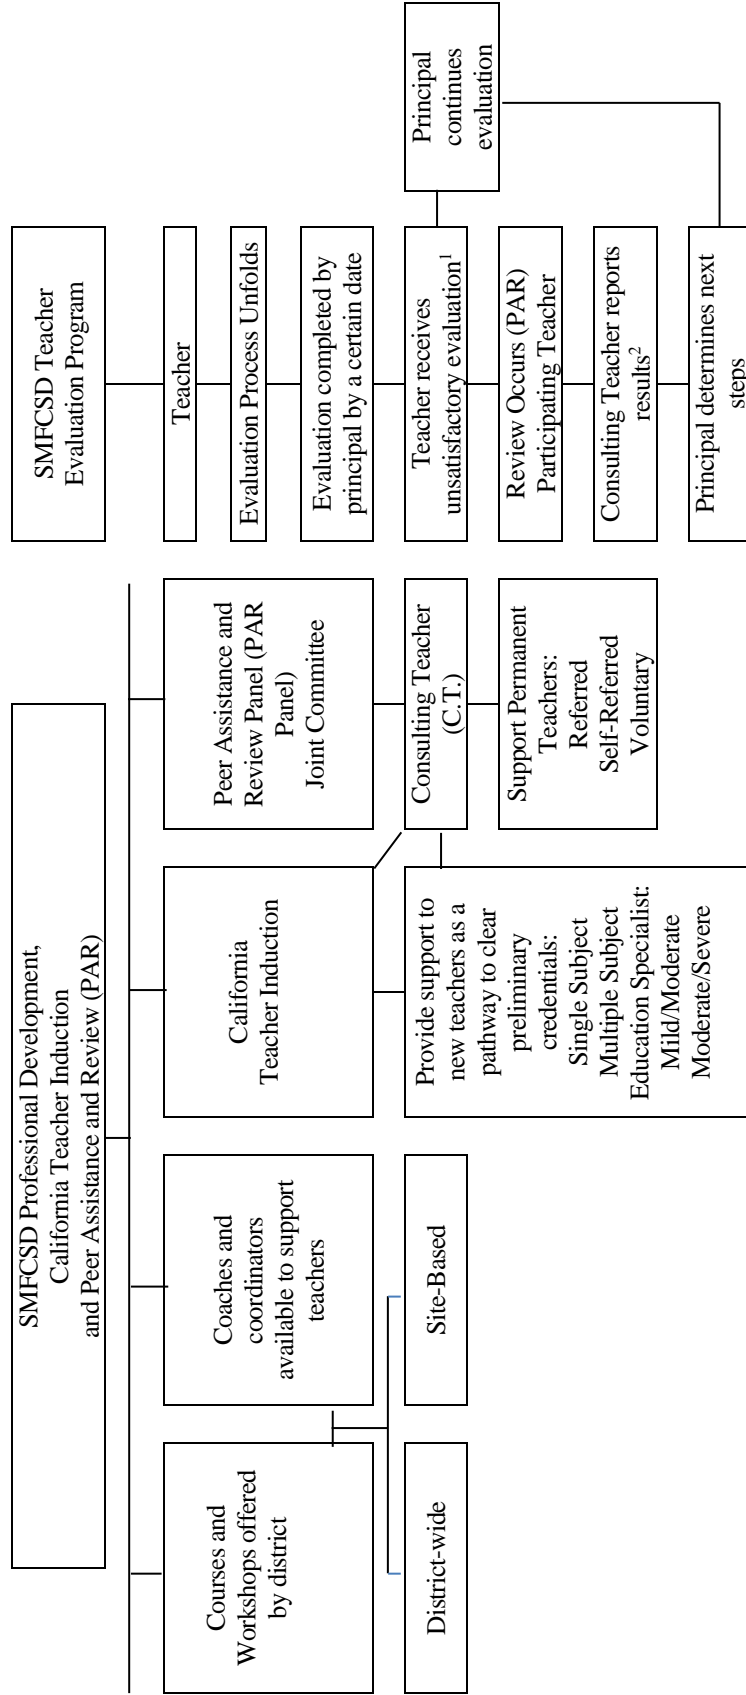 SMFCSD Professional Development,
California Teacher Induction
and Peer Assistance and Review (PAR)
Courses and
Workshops offered
by district
Coaches and
coordinators
available to support
teachers
District-wide
Site-Based
California
Teacher Induction
Provide support to
new teachers as a
pathway to clear
preliminary
credentials:
Single Subject
Multiple Subject
Education Specialist:
Mild/Moderate
Moderate/Severe
Peer Assistance and
Review Panel (PAR
Panel)
Joint Committee
Consulting Teacher
(C.T.)
Support Permanent
Teachers:
Referred
Self-Referred
Voluntary
SMFCSD Teacher
Evaluation Program
Teacher
Evaluation Process Unfolds
Evaluation completed by
principal by a certain date
Teacher receives
unsatisfactory evaluation¹
Principal
continues
evaluation
Review Occurs (PAR)
Participating Teacher
Consulting Teacher reports
results²
Principal determines next
steps